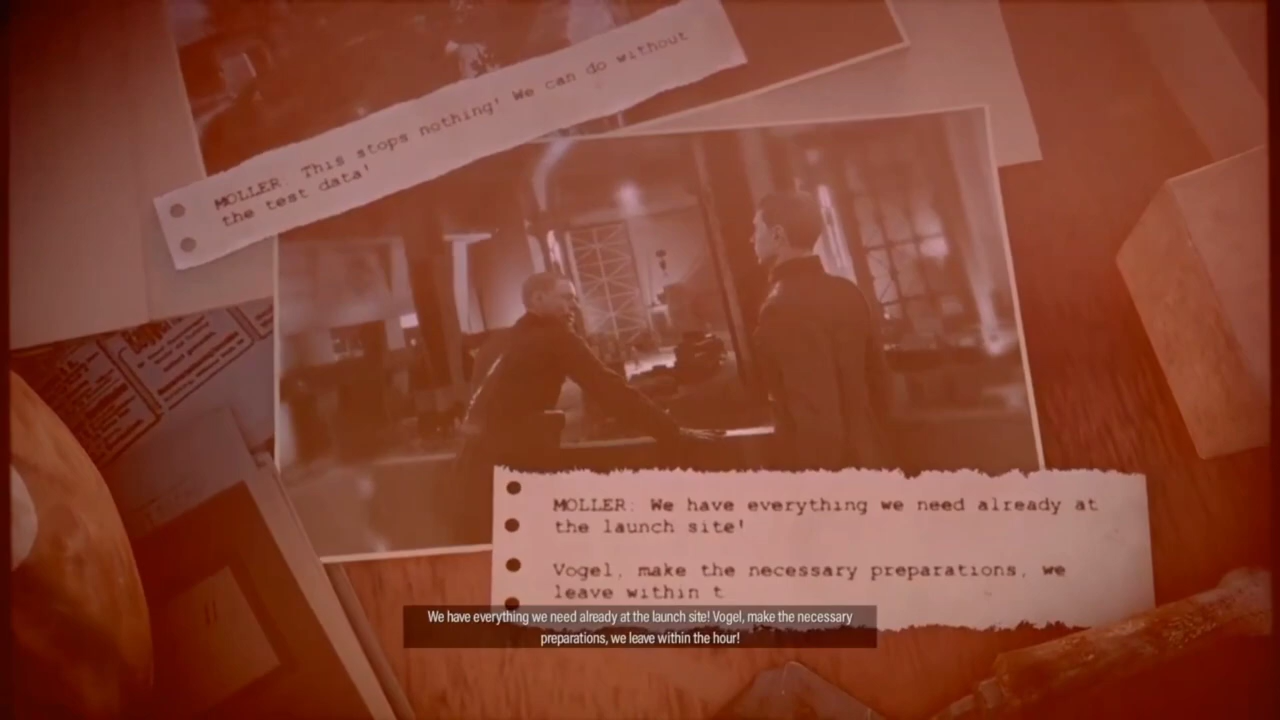 MOLLER: This stops nothing! We can do without
the test data!
MOLLER: We have everything we need already at
the launch site!
Vogel, make the necessary preparations, we
leave within t
We have everything we need already at the launch site! Vogel, make the necessary
preparations, we leave within the hour!